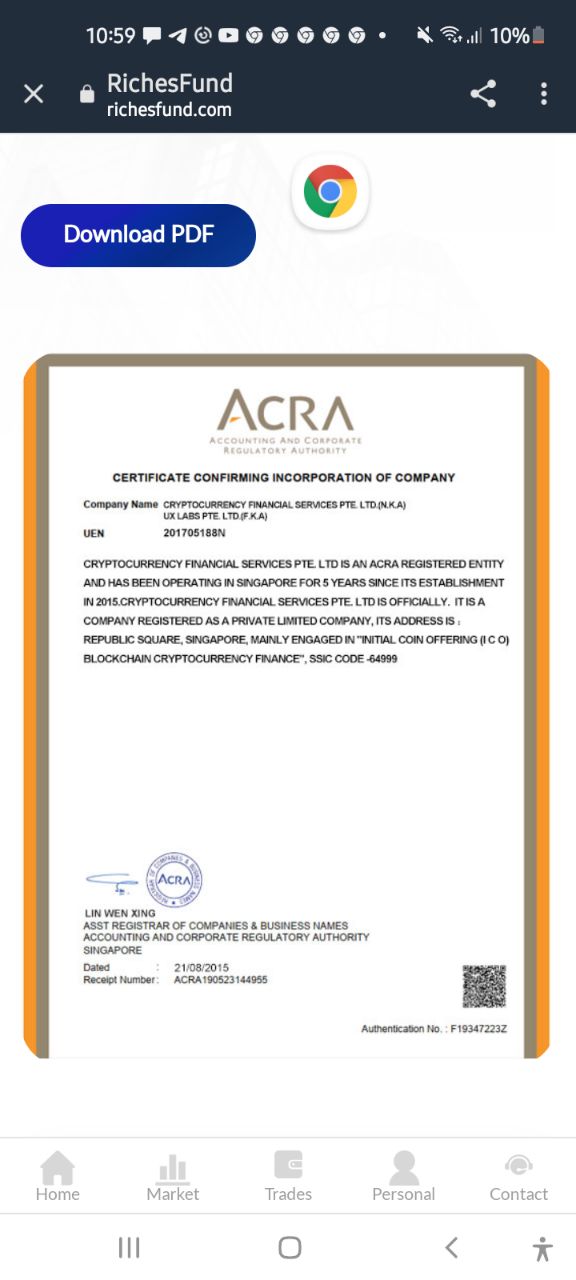 10:59
10%
RichesFund
richesfund.com
Download PDF
ACRA
ACCOUNTING AND CORPORATE
REGULATORY AUTHORITY
CERTIFICATE CONFIRMING INCORPORATION OF COMPANY
Company Name CRYPTOCURRENCY FINANCIAL SERVICES PTE. LTD.(N.K.A)
UX LABS PTE. LTD.(F.K.A)
UEN 201705188N
CRYPTOCURRENCY FINANCIAL SERVICES PTE. LTD IS AN ACRA REGISTERED ENTITY
AND HAS BEEN OPERATING IN SINGAPORE FOR 5 YEARS SINCE ITS ESTABLISHMENT
IN 2015.CRYPTOCURRENCY FINANCIAL SERVICES PTE. LTD IS OFFICIALLY. IT IS A
COMPANY REGISTERED AS A PRIVATE LIMITED COMPANY, ITS ADDRESS IS :
REPUBLIC SQUARE, SINGAPORE, MAINLY ENGAGED IN "INITIAL COIN OFFERING (I C O)
BLOCKCHAIN CRYPTOCURRENCY FINANCE", SSIC CODE -64999
REGISTRAR OF COMPANIES & BUSINESS NAMES
ACRA
LIN WEN XING
ASST REGISTRAR OF COMPANIES & BUSINESS NAMES
ACCOUNTING AND CORPORATE REGULATORY AUTHORITY
SINGAPORE
Dated : 21/08/2015
Receipt Number : ACRA190523144955
Authentication No. : F19347223Z
Home Market Trades Personal Contact